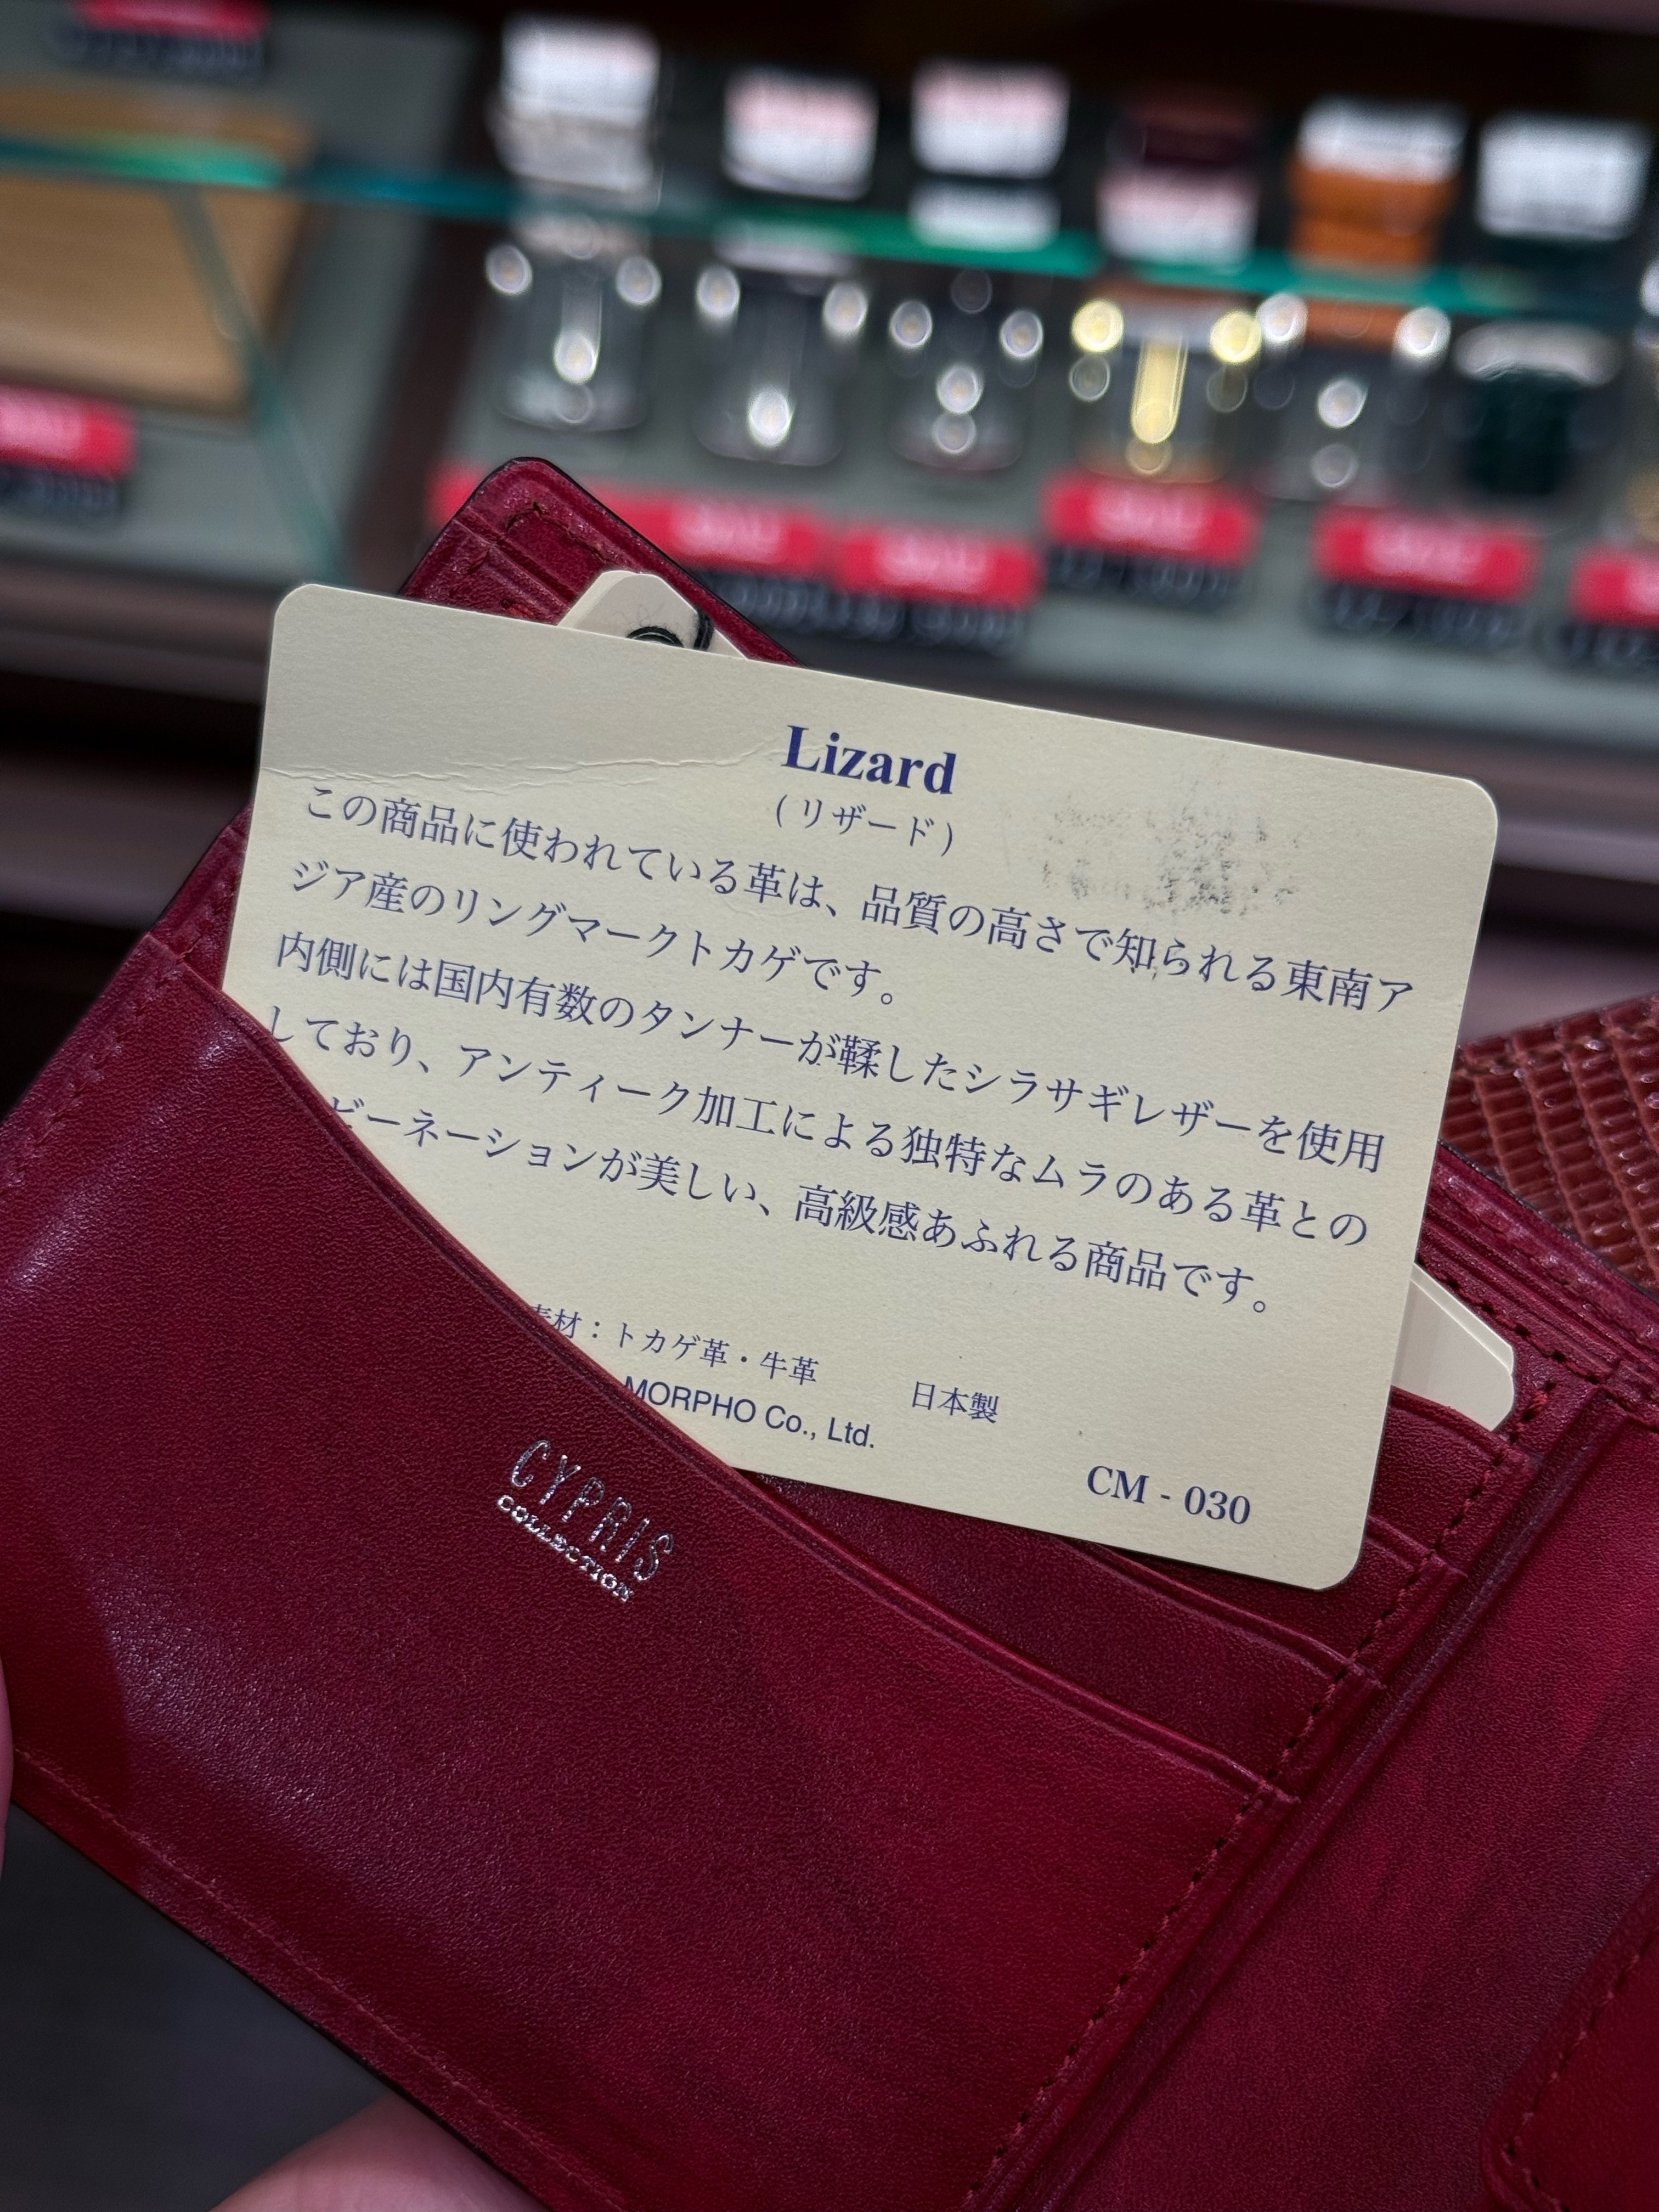 Lizard
(リザード)
この商品に使われている革は、品質の高さで知られる東南ア
ジア産のリングマークトカゲです。
内側には国内有数のタンナーが鞣したシラサギレザーを使用
しており、アンティーク加工による独特なムラのある革との
ビーネーションが美しい、高級感あふれる商品です。
素材：トカゲ革・牛革 日本製
MORPHO Co., Ltd.
CM - 030
CYPRIS
COLLECTION